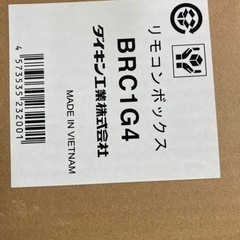 リモコンボックス
BRC1G4
ダイキン工業株式会社
MADE IN VIETNAM
4 573535 232001